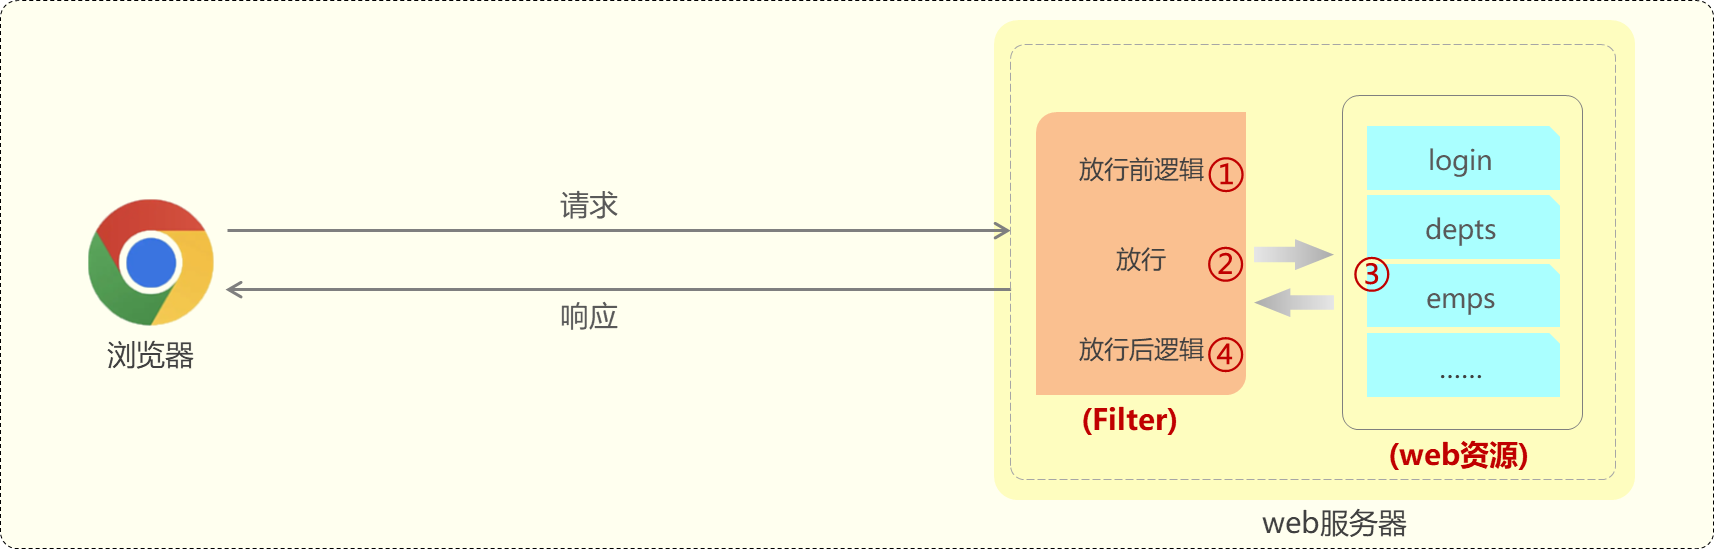 请求
响应
浏览器
放行前逻辑①
放行②
放行后逻辑④
(Filter)
login
depts
③
emps
......
(web资源)
web服务器